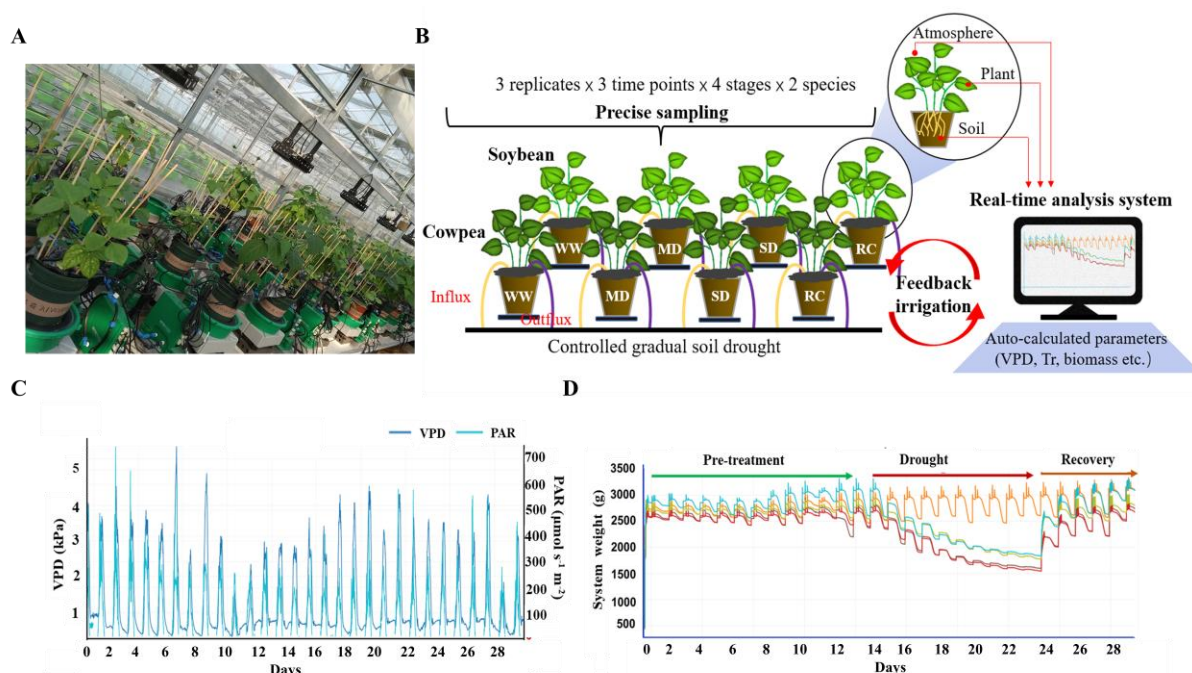 A
B
3 replicates x 3 time points x 4 stages x 2 species
Precise sampling
Atmosphere
Plant
Soil
Soybean
Cowpea
WW
MD
SD
RC
WW
MD
SD
RC
Influx
Outflux
Controlled gradual soil drought
Feedback
irrigation
Real-time analysis system
Auto-calculated parameters
(VPD, Tr, biomass etc.)
C
VPD
PAR
VPD (kPa)
5
4
3
2
1
PAR (μmol s⁻¹ m⁻²)
700
600
500
400
300
200
100
0 2 4 6 8 10 12 14 16 18 20 22 24 26 28
Days
D
Pre-treatment
Drought
Recovery
System weight (g)
3500
3000
2500
2000
1500
1000
500
0 2 4 6 8 10 12 14 16 18 20 22 24 26 28
Days